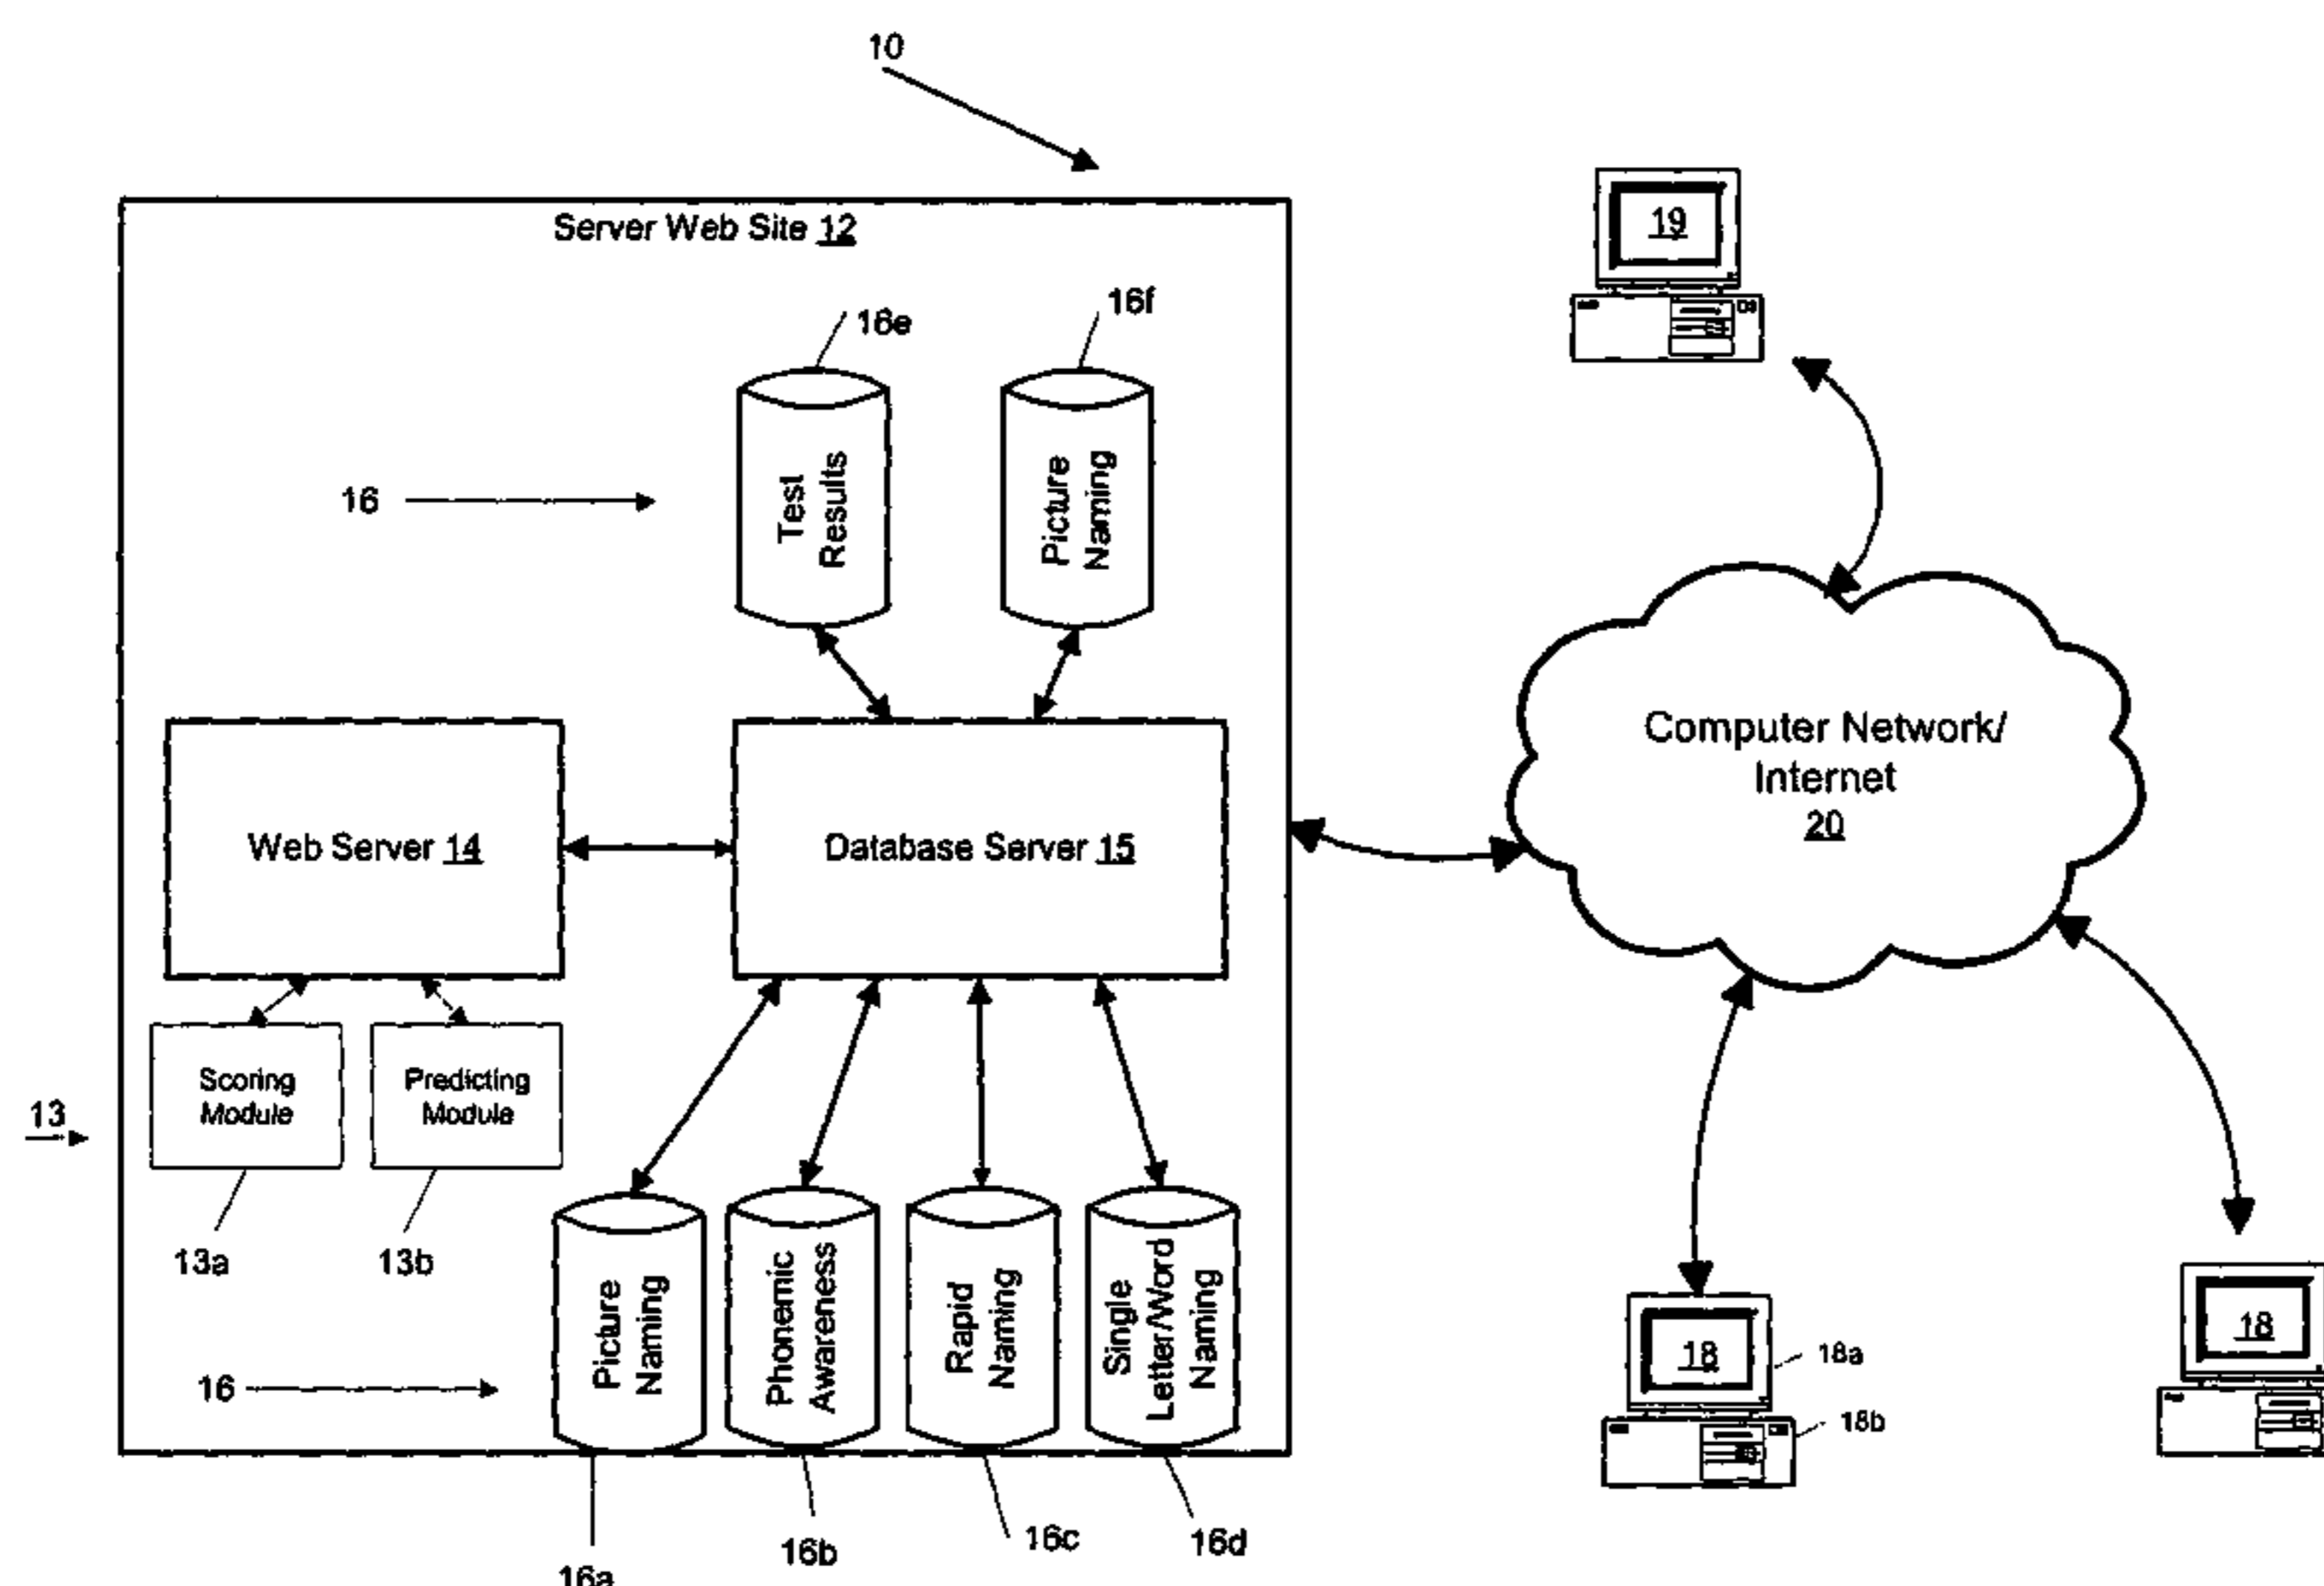 10
Server Web Site 12
19
16e
16f
16
Test
Results
Picture
Naming
Computer Network/
Internet
20
Web Server 14
Database Server 15
Scoring
Module
Predicting
Module
13
13a
13b
Picture
Naming
Phonemic
Awareness
Rapid
Naming
Single
Letter/Word
Naming
16
18
18a
18b
18
16a
16b
16c
16d